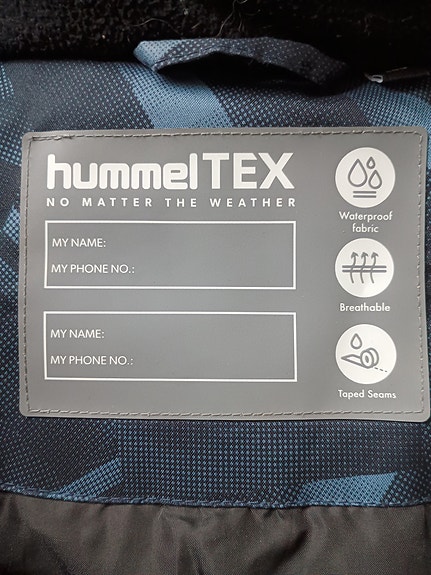 hummelTEX
NO MATTER THE WEATHER
MY NAME:
MY PHONE NO.:
MY NAME:
MY PHONE NO.:
Waterproof
fabric
Breathable
Taped Seams